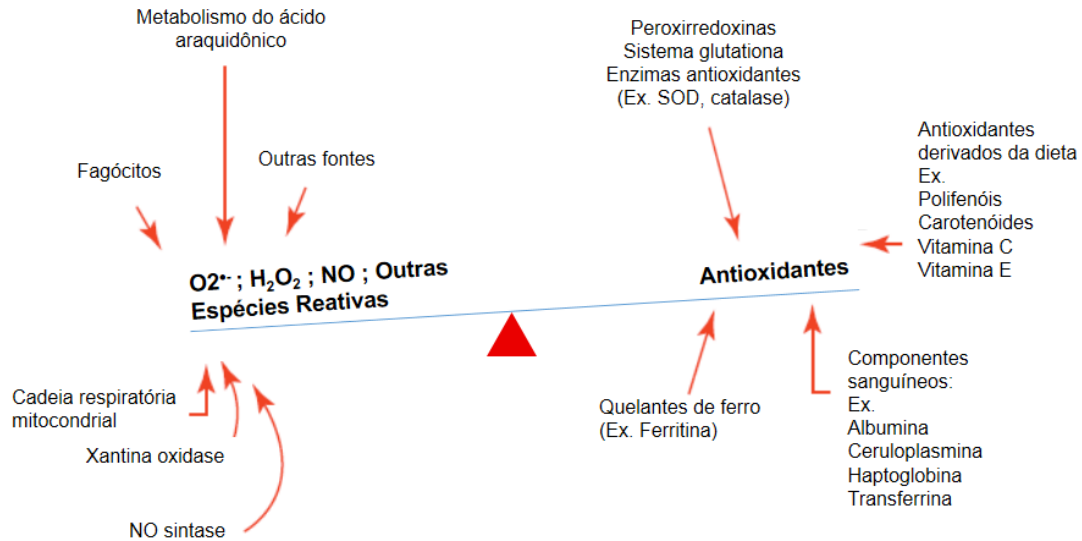 Metabolismo do ácido
araquidônico
Fagócitos
Outras fontes
O2•- ; H₂O₂ ; NO ; Outras
Espécies Reativas
Cadeia respiratória
mitocondrial
Xantina oxidase
NO sintase
Peroxirredoxinas
Sistema glutationa
Enzimas antioxidantes
(Ex. SOD, catalase)
Antioxidantes
derivados da dieta
Ex.
Polifenóis
Carotenóides
Vitamina C
Vitamina E
Antioxidantes
Quelantes de ferro
(Ex. Ferritina)
Componentes
sanguíneos:
Ex.
Albumina
Ceruloplasmina
Haptoglobina
Transferrina